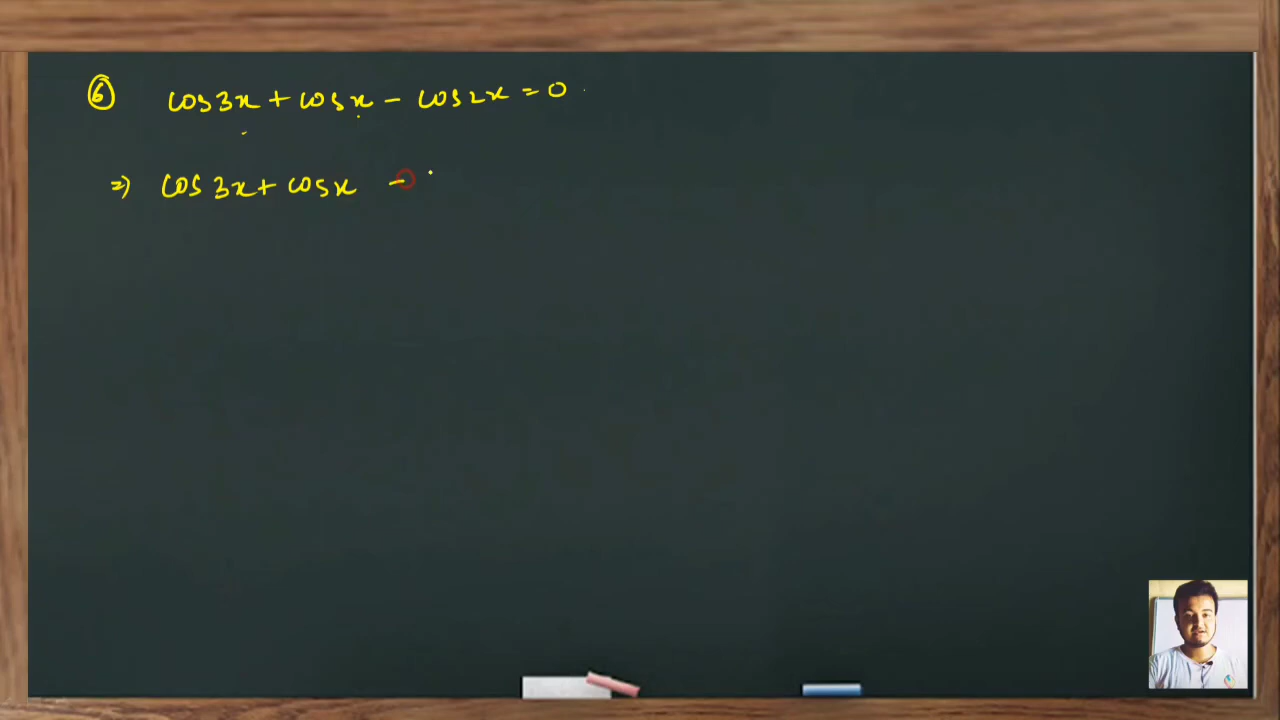 6 cos3x + cosx - cos2x = 0
⇒ cos3x + cosx -